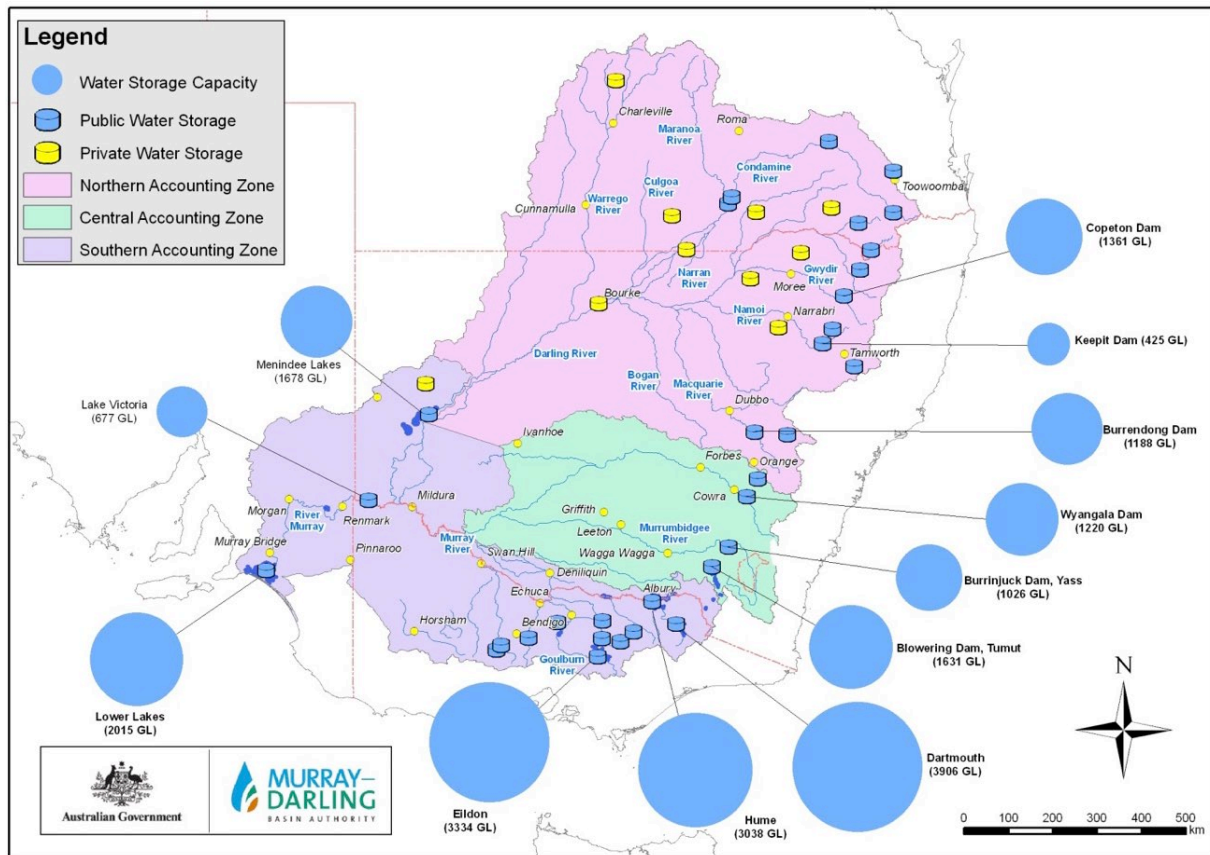 Legend
Water Storage Capacity
Public Water Storage
Private Water Storage
Northern Accounting Zone
Central Accounting Zone
Southern Accounting Zone
Charleville
Roma
Maranoa
River
Condamine
River
Toowoomba
Culgoa
River
Cunnamulla
Warrego
River
Copeton Dam
(1361 GL)
Narran
River
Gwydir
River
Moree
Bourke
Narrabri
Namoi
River
Keepit Dam (425 GL)
Tamworth
Menindee Lakes
(1678 GL)
Darling River
Bogan
River
Macquarie
River
Dubbo
Lake Victoria
(677 GL)
Burrendong Dam
(1188 GL)
Ivanhoe
Forbes
Orange
Cowra
Wyangala Dam
(1220 GL)
Morgan
River
Murray
Renmark
Mildura
Griffith
Leeton
Murrumbidgee
River
Wagga Wagga
Murray Bridge
Pinnaroo
Murray
River
Swan Hill
Deniliquin
Burrinjuck Dam, Yass
(1026 GL)
Echuca
Albury
Horsham
Bendigo
Goulburn
River
Blowering Dam, Tumut
(1631 GL)
Lower Lakes
(2015 GL)
Eildon
(3334 GL)
Hume
(3038 GL)
Dartmouth
(3906 GL)
N
Australian Government
MURRAY–
DARLING
BASIN AUTHORITY
0 100 200 300 400 500
km